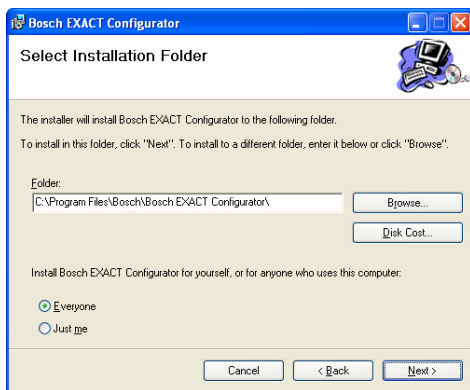 Bosch EXACT Configurator
Select Installation Folder
The installer will install Bosch EXACT Configurator to the following folder.
To install in this folder, click "Next". To install to a different folder, enter it below or click "Browse".
Folder:
C:\Program Files\Bosch\Bosch EXACT Configurator\
Browse...
Disk Cost...
Install Bosch EXACT Configurator for yourself, or for anyone who uses this computer:
Everyone
Just me
Cancel
< Back
Next >